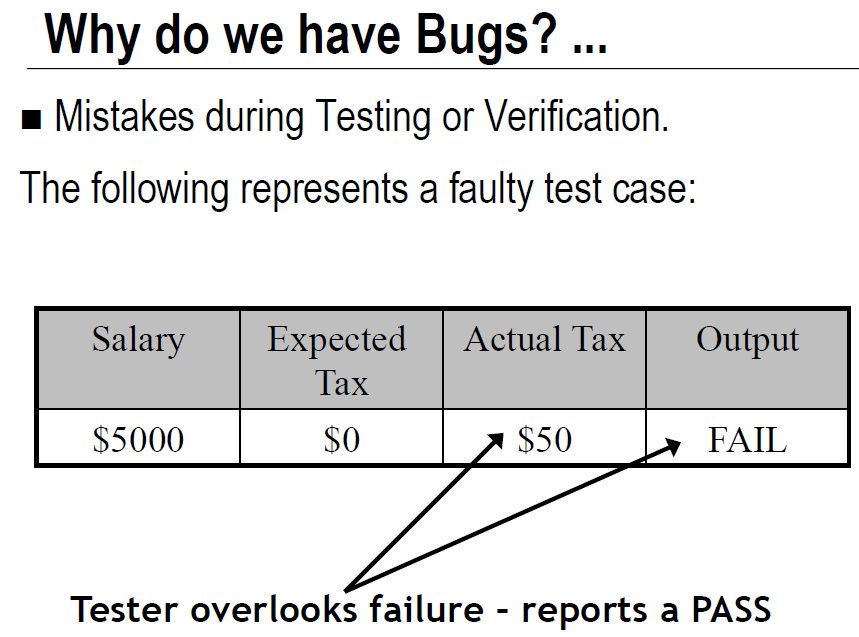 Why do we have Bugs? ...
■ Mistakes during Testing or Verification.
The following represents a faulty test case:
Salary Expected Tax Actual Tax Output
$5000 $0 $50 FAIL
Tester overlooks failure - reports a PASS